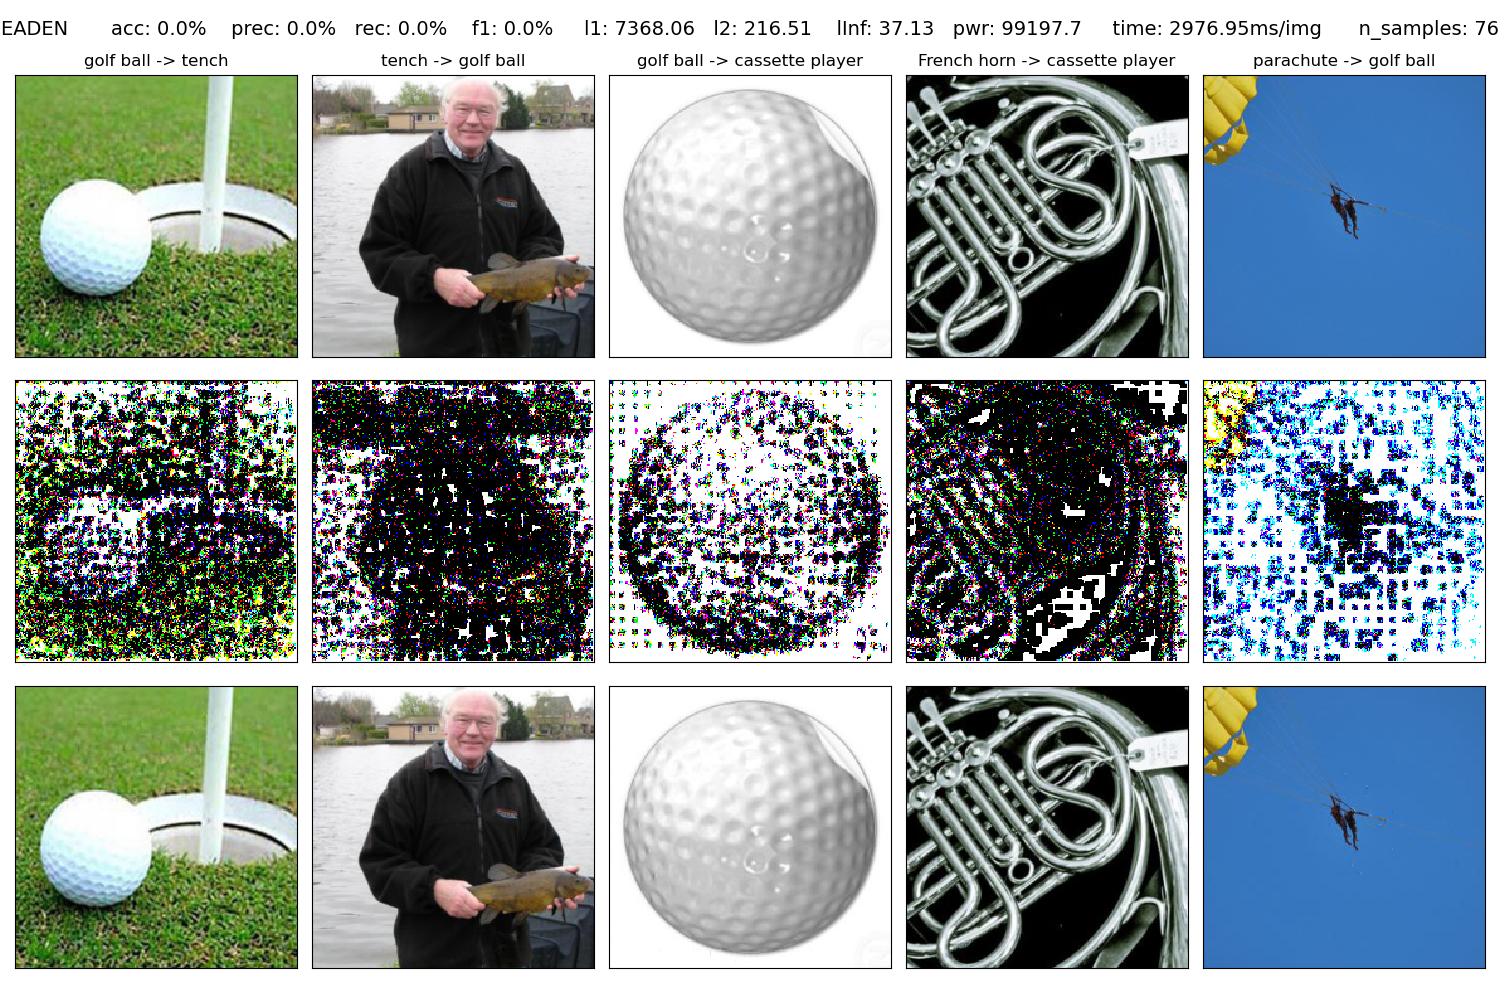 EADEN acc: 0.0% prec: 0.0% rec: 0.0% f1: 0.0% l1: 7368.06 l2: 216.51 lInf: 37.13 pwr: 99197.7 time: 2976.95ms/img n_samples: 76
golf ball -> tench
tench -> golf ball
golf ball -> cassette player
French horn -> cassette player
parachute -> golf ball